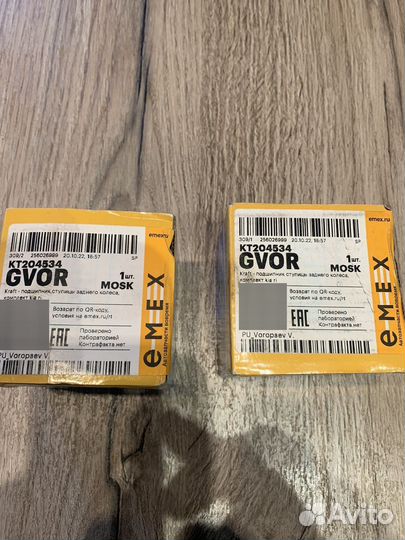 309/2 256026999 20.10.22, 18:57 SP
KT204534
GVOR
1 шт.
MOSK
Kraft - подшипник, ступицы заднего колеса,
комплект kia ri
Возврат по QR-коду,
условия на emex.ru/rt
EAC
Проверено
лабораторией
Контрафакта.нет
PU_Voropaev V.
emex.ru
EMEX
Автозапчасти вовремя
309/1 256026999 20.10.22, 18:57 SP
KT204534
GVOR
1 шт.
MOSK
Kraft - подшипник, ступицы заднего колеса,
комплект kia ri
Возврат по QR-коду,
условия на emex.ru/rt
EAC
Проверено
лабораторией
Контрафакта.нет
PU_Voropaev V.
emex.ru
EMEX
Avito